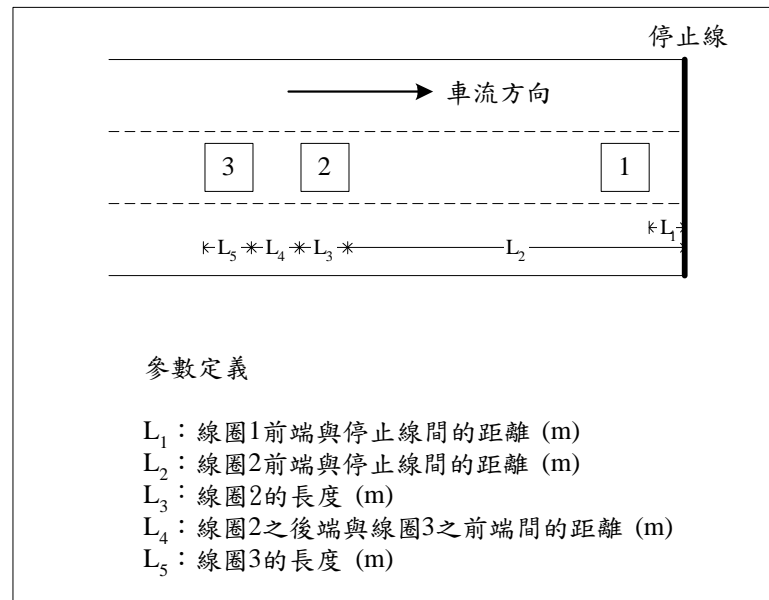 停止線
車流方向
3 2 1
L₁
L₅ L₄ L₃ L₂
參數定義
L₁：線圈1前端與停止線間的距離 (m)
L₂：線圈2前端與停止線間的距離 (m)
L₃：線圈2的長度 (m)
L₄：線圈2之後端與線圈3之前端間的距離 (m)
L₅：線圈3的長度 (m)